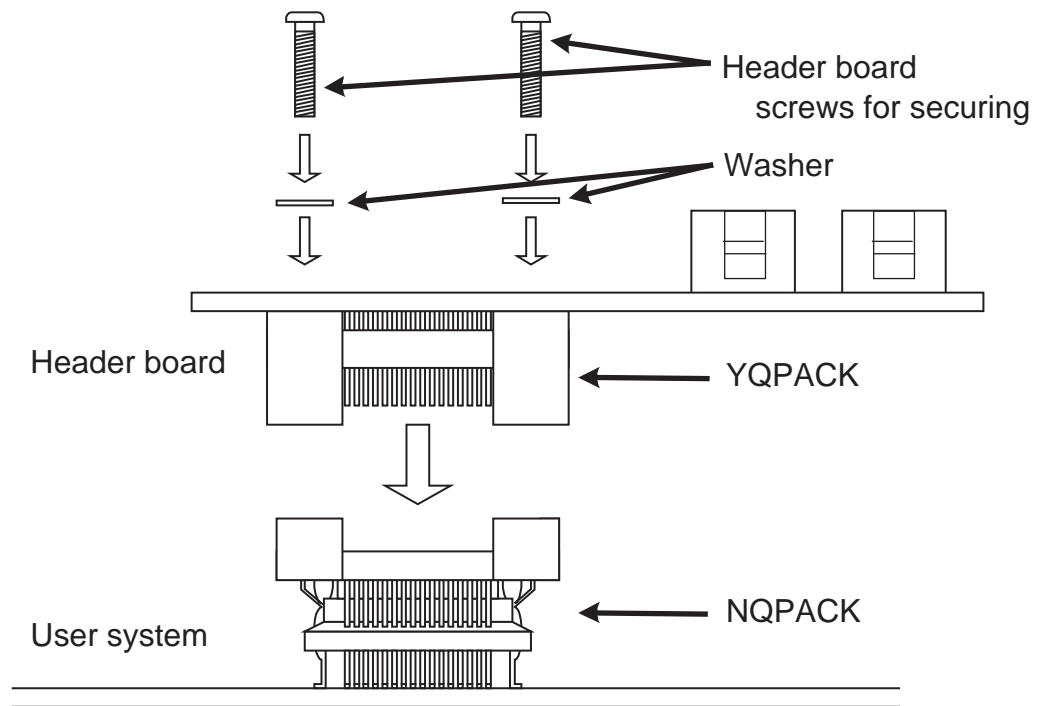 Header board
screws for securing
Washer
Header board
YQPACK
NQPACK
User system